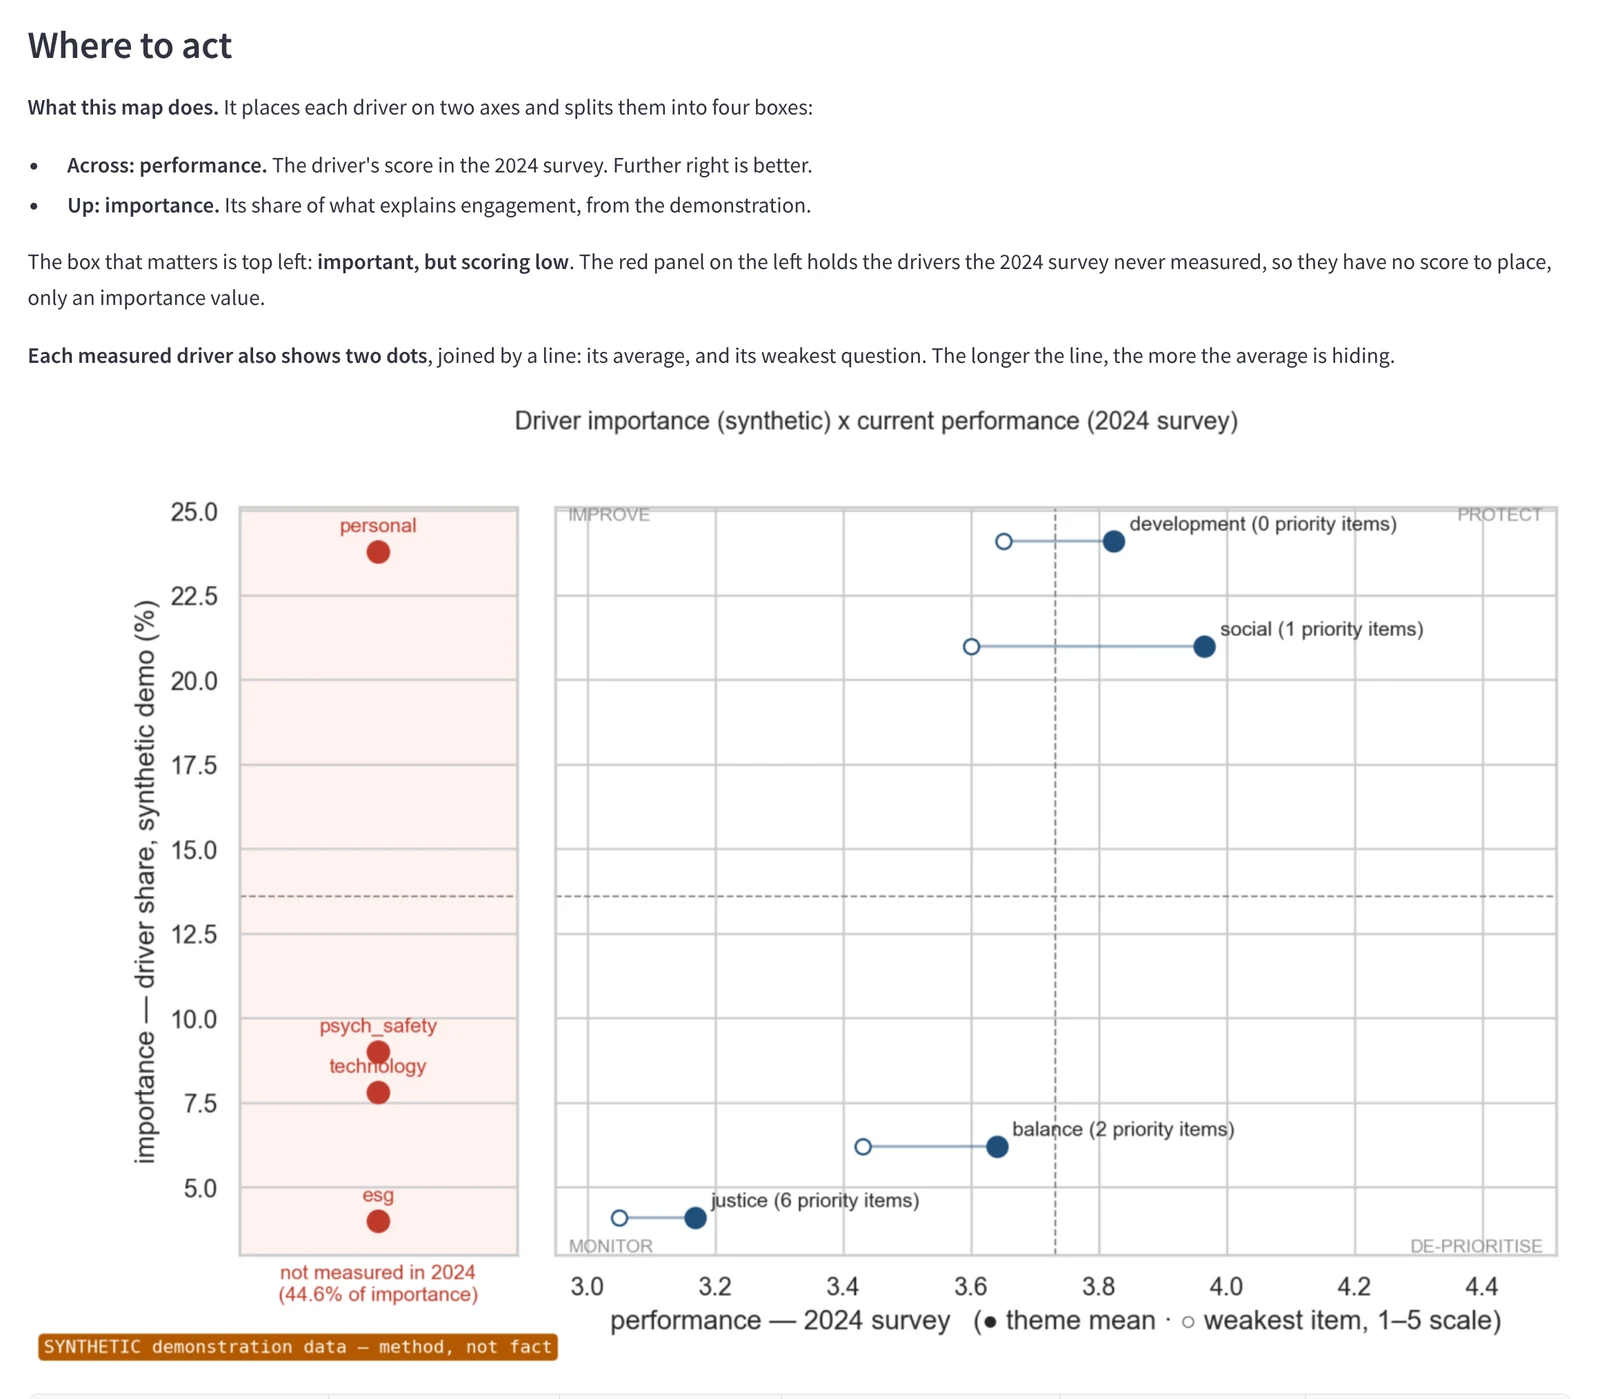 Where to act
What this map does. It places each driver on two axes and splits them into four boxes:
• Across: performance. The driver's score in the 2024 survey. Further right is better.
• Up: importance. Its share of what explains engagement, from the demonstration.
The box that matters is top left: important, but scoring low. The red panel on the left holds the drivers the 2024 survey never measured, so they have no score to place,
only an importance value.
Each measured driver also shows two dots, joined by a line: its average, and its weakest question. The longer the line, the more the average is hiding.
Driver importance (synthetic) x current performance (2024 survey)
importance — driver share, synthetic demo (%)
25.0
22.5
20.0
17.5
15.0
12.5
10.0
7.5
5.0
personal
psych_safety
technology
esg
not measured in 2024
(44.6% of importance)
IMPROVE
PROTECT
development (0 priority items)
social (1 priority items)
balance (2 priority items)
justice (6 priority items)
MONITOR
DE-PRIORITISE
3.0 3.2 3.4 3.6 3.8 4.0 4.2 4.4
performance — 2024 survey (● theme mean · ○ weakest item, 1–5 scale)
SYNTHETIC demonstration data — method, not fact